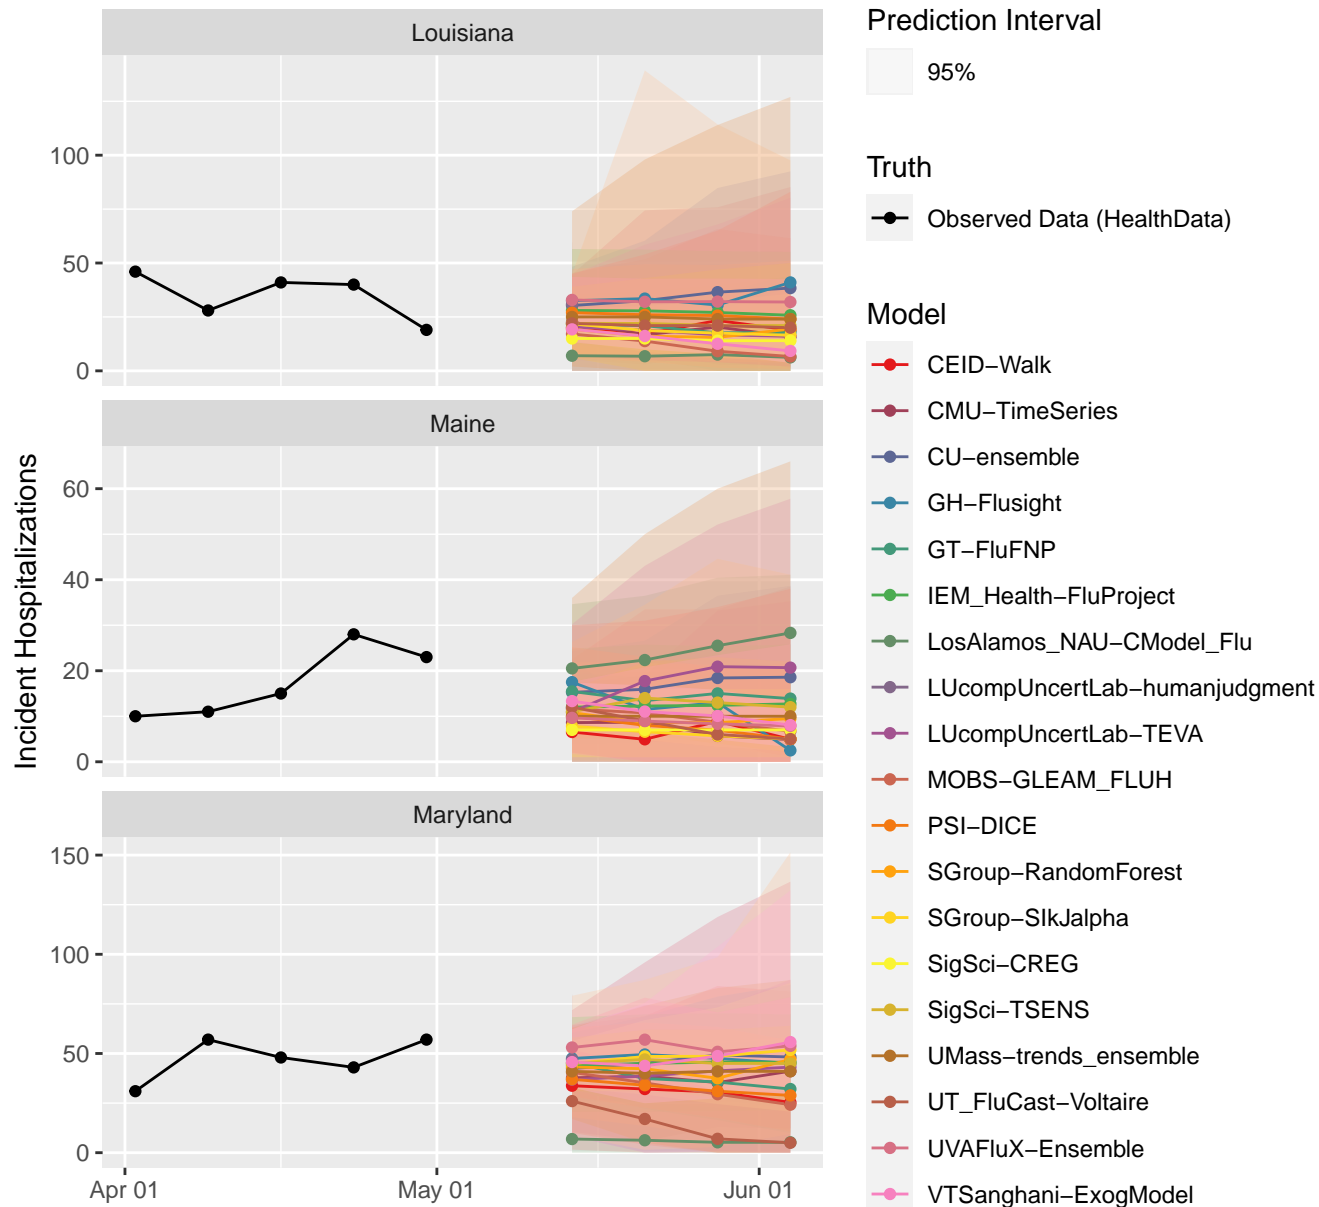 Louisiana
100
50
0
Maine
60
40
20
0
Maryland
150
100
50
0
Apr 01
May 01
Jun 01
Incident Hospitalizations
Prediction Interval
95%
Truth
Observed Data (HealthData)
Model
CEID−Walk
CMU−TimeSeries
CU−ensemble
GH−Flusight
GT−FluFNP
IEM_Health−FluProject
LosAlamos_NAU−CModel_Flu
LUcompUncertLab−humanjudgment
LUcompUncertLab−TEVA
MOBS−GLEAM_FLUH
PSI−DICE
SGroup−RandomForest
SGroup−SIkJalpha
SigSci−CREG
SigSci−TSENS
UMass−trends_ensemble
UT_FluCast−Voltaire
UVAFluX−Ensemble
VTSanghani−ExogModel